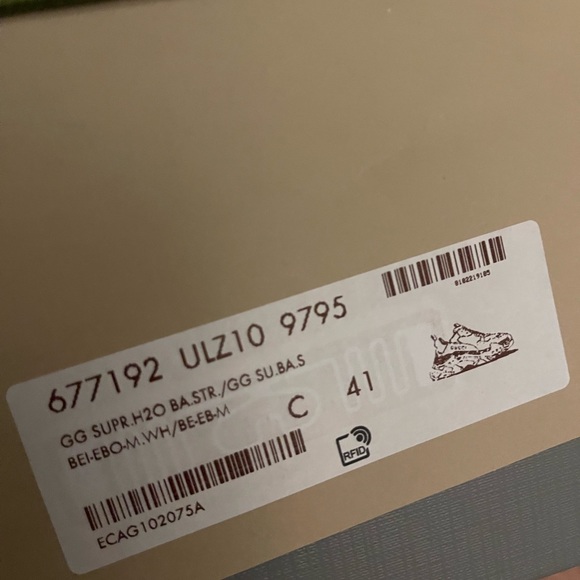 677192 ULZ10 9795
0102219105
GG SUPR.H2O BA.STR./GG SU.BA.S
BEI-EBO-M.WH/BE-EB-M
C 41
RFID
ECAG102075A